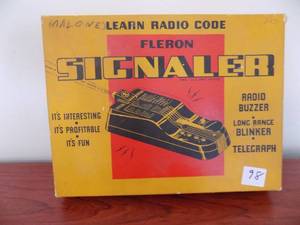 MALONE
LEARN RADIO CODE
FLERON
SIGNALER
IT'S INTERESTING
IT'S PROFITABLE
IT'S FUN
RADIO
BUZZER
LONG RANGE
BLINKER
TELEGRAPH
98